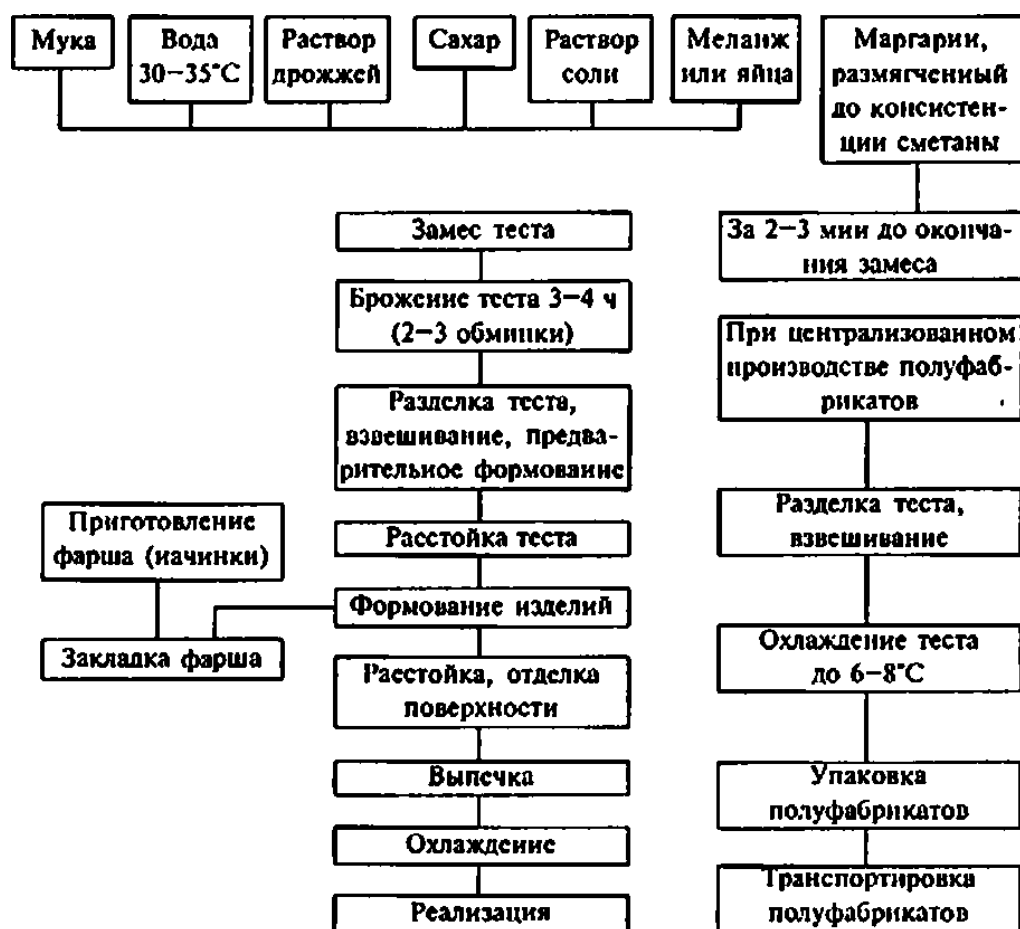 Мука
Вода
30−35°С
Раствор
дрожжей
Сахар
Раствор
соли
Меланж
или яйца
Маргарии,
размягченный
до консистен-
ции сметаны
Замес теста
За 2−3 мии до оконча-
ния замеса
Брожение теста 3−4 ч
(2−3 обминки)
При централизованном
производстве полуфаб-
рикатов
Разделка теста,
взвешивание, предва-
рительное формование
Приготовление
фарша (иачинки)
Расстойка теста
Разделка теста,
взвешивание
Формование изделий
Закладка фарша
Охлаждение теста
до 6−8°С
Расстойка, отделка
поверхности
Выпечка
Упаковка
полуфабрикатов
Охлаждение
Реализация
Транспортировка
полуфабрикатов